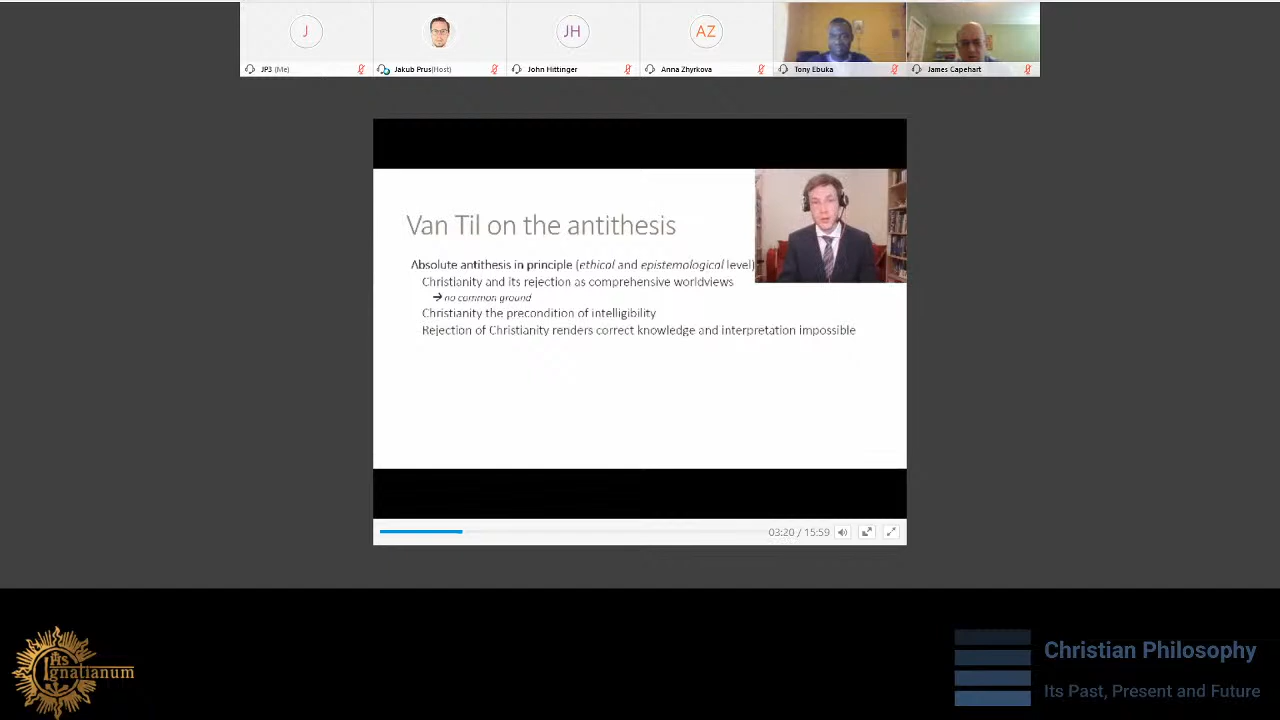 J
JH
AZ
JP3 (Me)
Jakub Prus(Host)
John Hittinger
Anna Zhyrkova
Tony Ebuka
James Capehart
Van Til on the antithesis
Absolute antithesis in principle (ethical and epistemological level)
Christianity and its rejection as comprehensive worldviews
→ no common ground
Christianity the precondition of intelligibility
Rejection of Christianity renders correct knowledge and interpretation impossible
03:20 / 15:59
IHS
Ignatianum
Christian Philosophy
Its Past, Present and Future